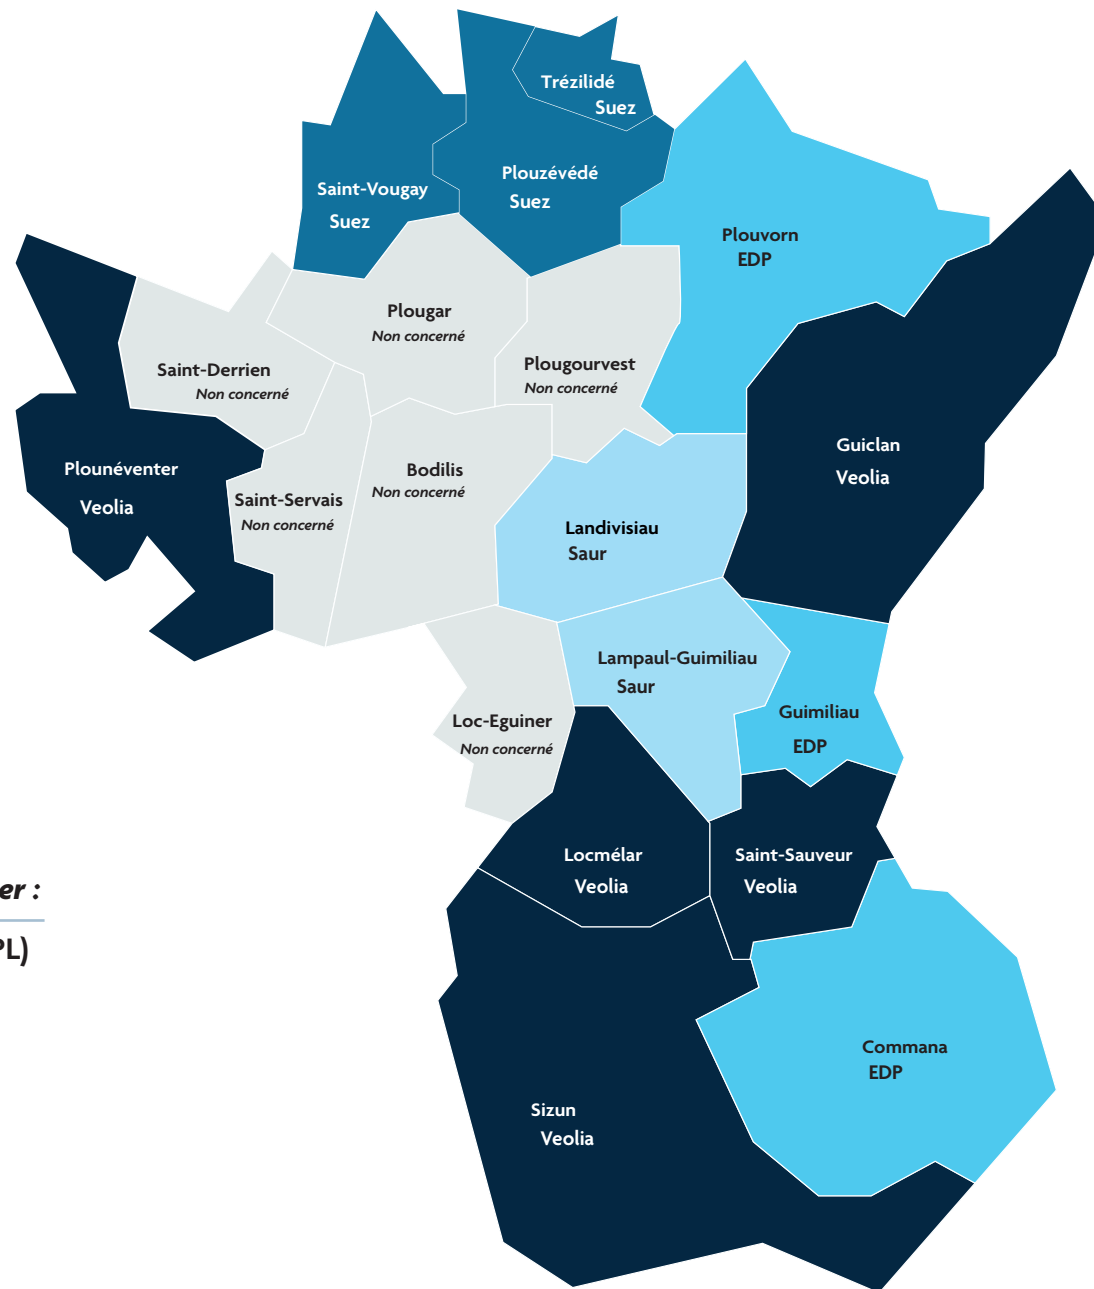 Trézilidé
Suez
Saint-Vougay
Suez
Plouzévédé
Suez
Plouvorn
EDP
Plougar
Non concerné
Saint-Derrien
Non concerné
Plougourvest
Non concerné
Guiclan
Veolia
Plounéventer
Veolia
Saint-Servais
Non concerné
Bodilis
Non concerné
Landivisiau
Saur
Lampaul-Guimiliau
Saur
Loc-Eguiner
Non concerné
Guimiliau
EDP
Locmélar
Veolia
Saint-Sauveur
Veolia
er :
PL)
Commana
EDP
Sizun
Veolia